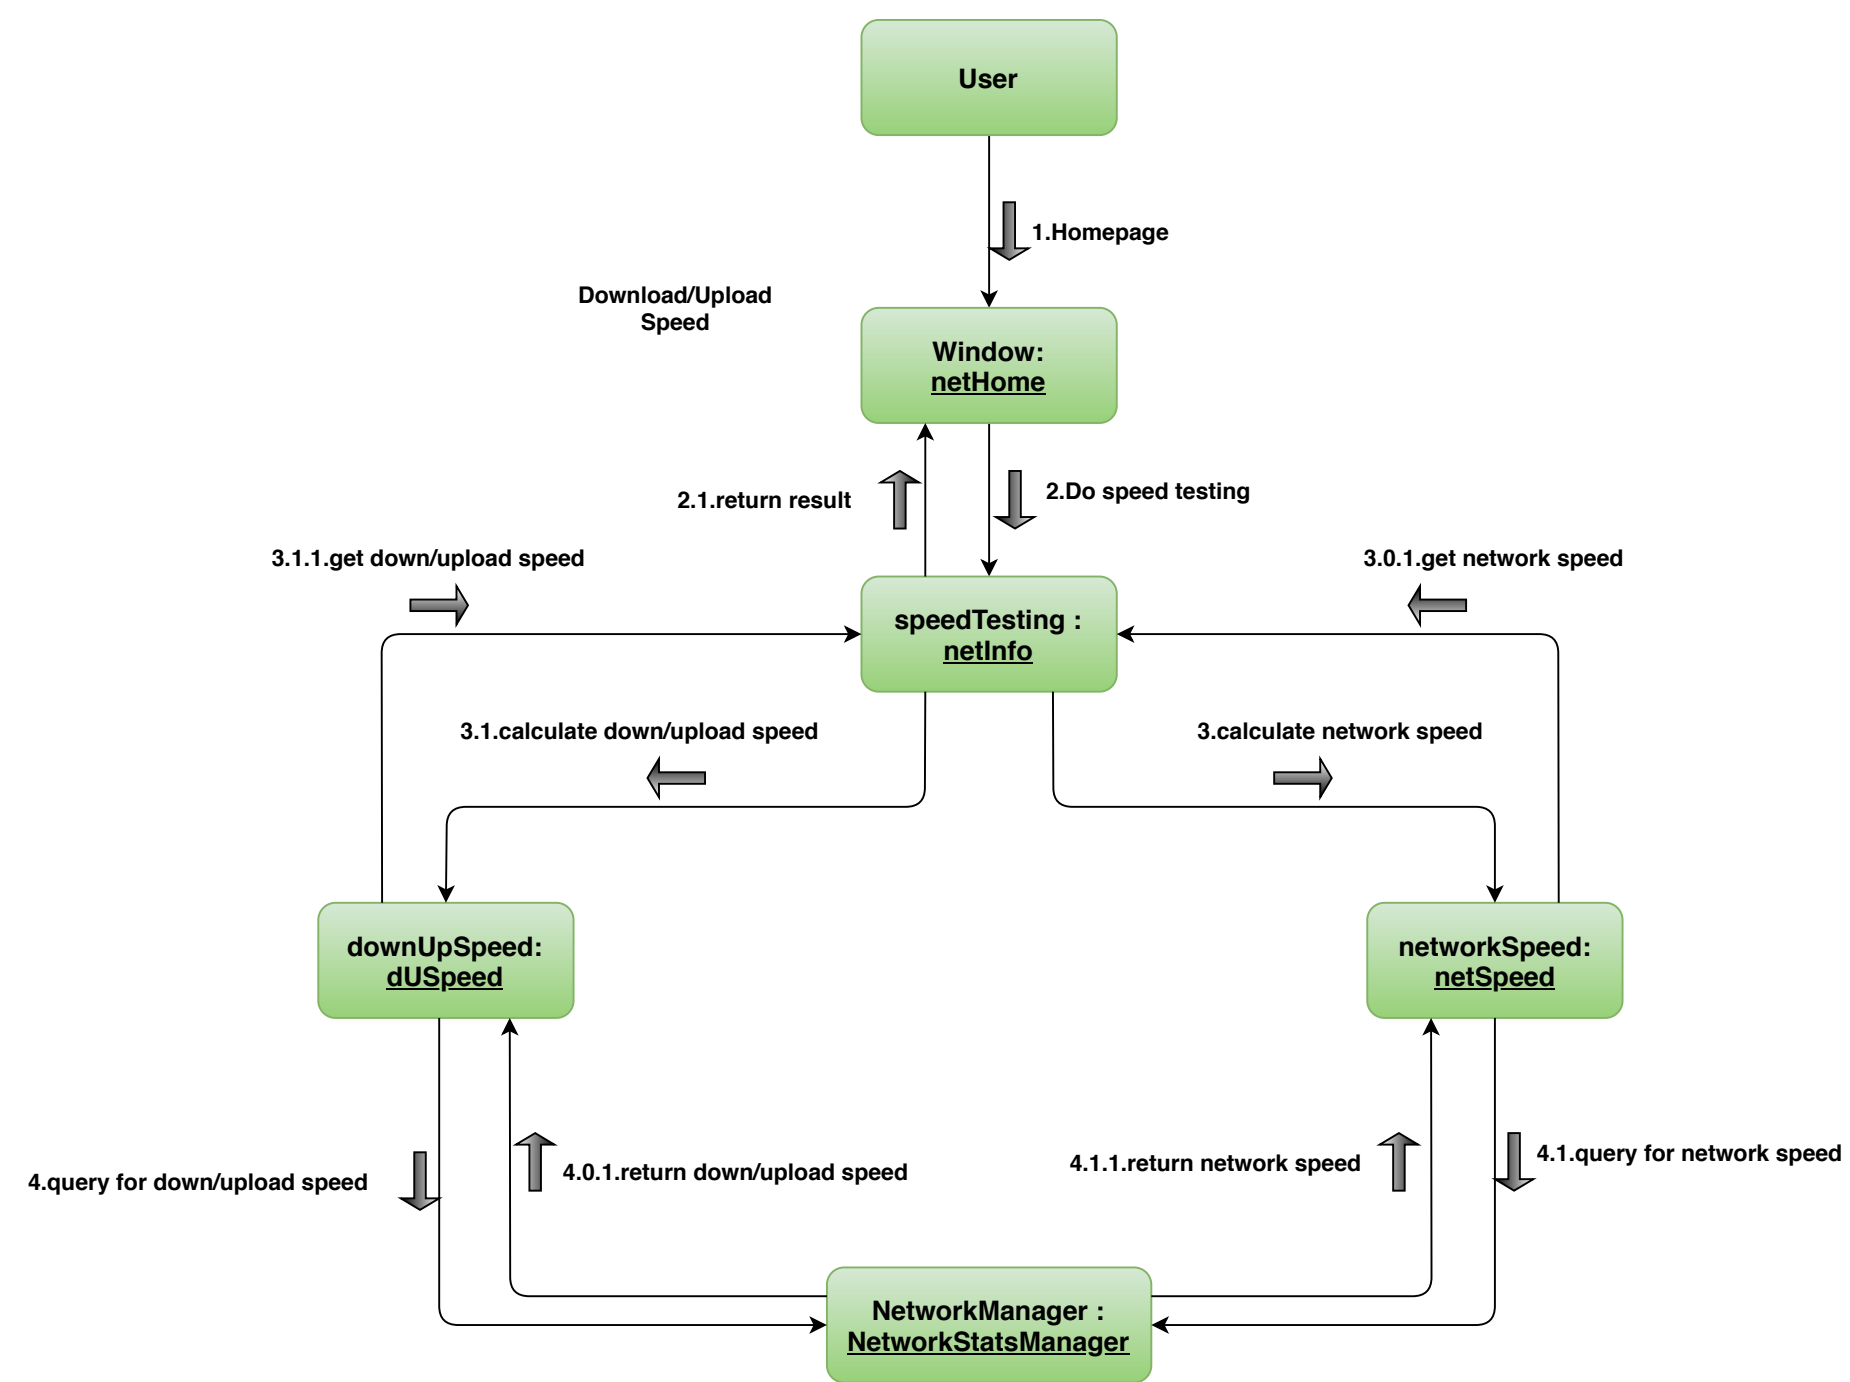 User
1.Homepage
Download/Upload
Speed
Window:
netHome
2.1.return result
2.Do speed testing
3.1.1.get down/upload speed
3.0.1.get network speed
speedTesting :
netInfo
3.1.calculate down/upload speed
3.calculate network speed
downUpSpeed:
dUSpeed
networkSpeed:
netSpeed
4.query for down/upload speed
4.0.1.return down/upload speed
4.1.1.return network speed
4.1.query for network speed
NetworkManager :
NetworkStatsManager